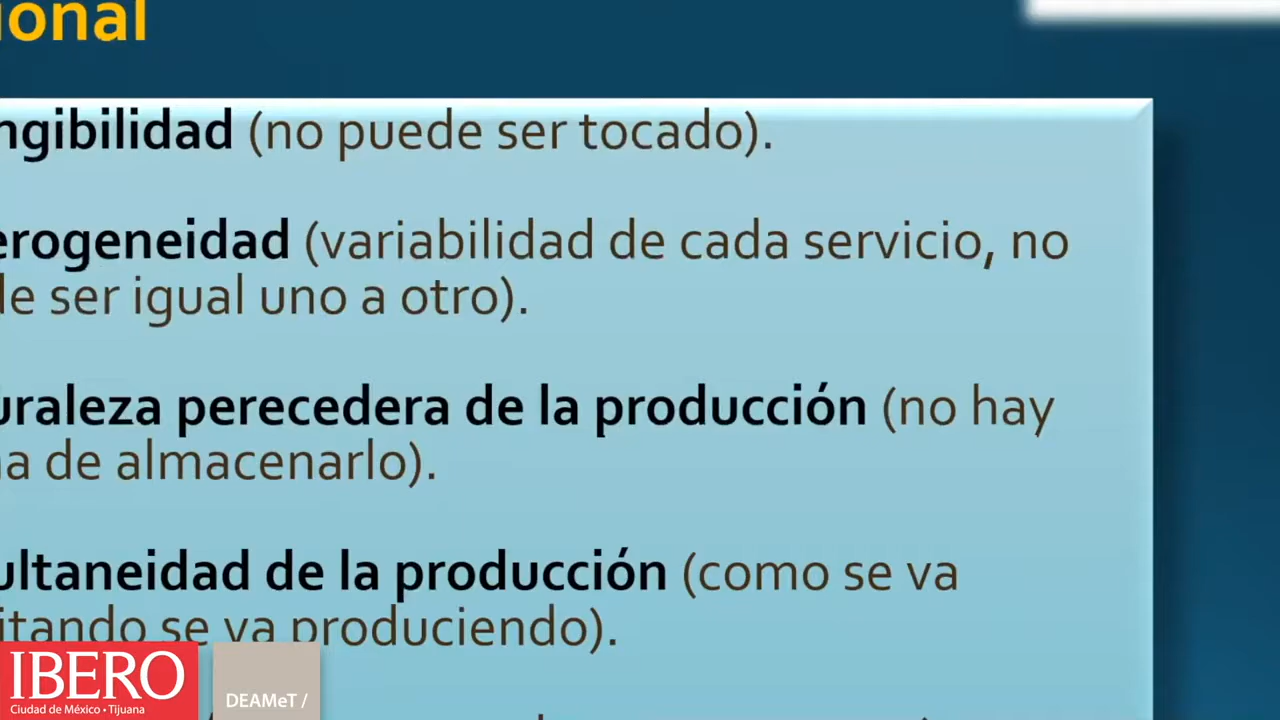 ional
ngibilidad (no puede ser tocado).
erogeneidad (variabilidad de cada servicio, no
de ser igual uno a otro).
uraleza perecedera de la producción (no hay
na de almacenarlo).
ultaneidad de la producción (como se va
itando se va produciendo).
IBERO
Ciudad de México • Tijuana
DEAMeT /